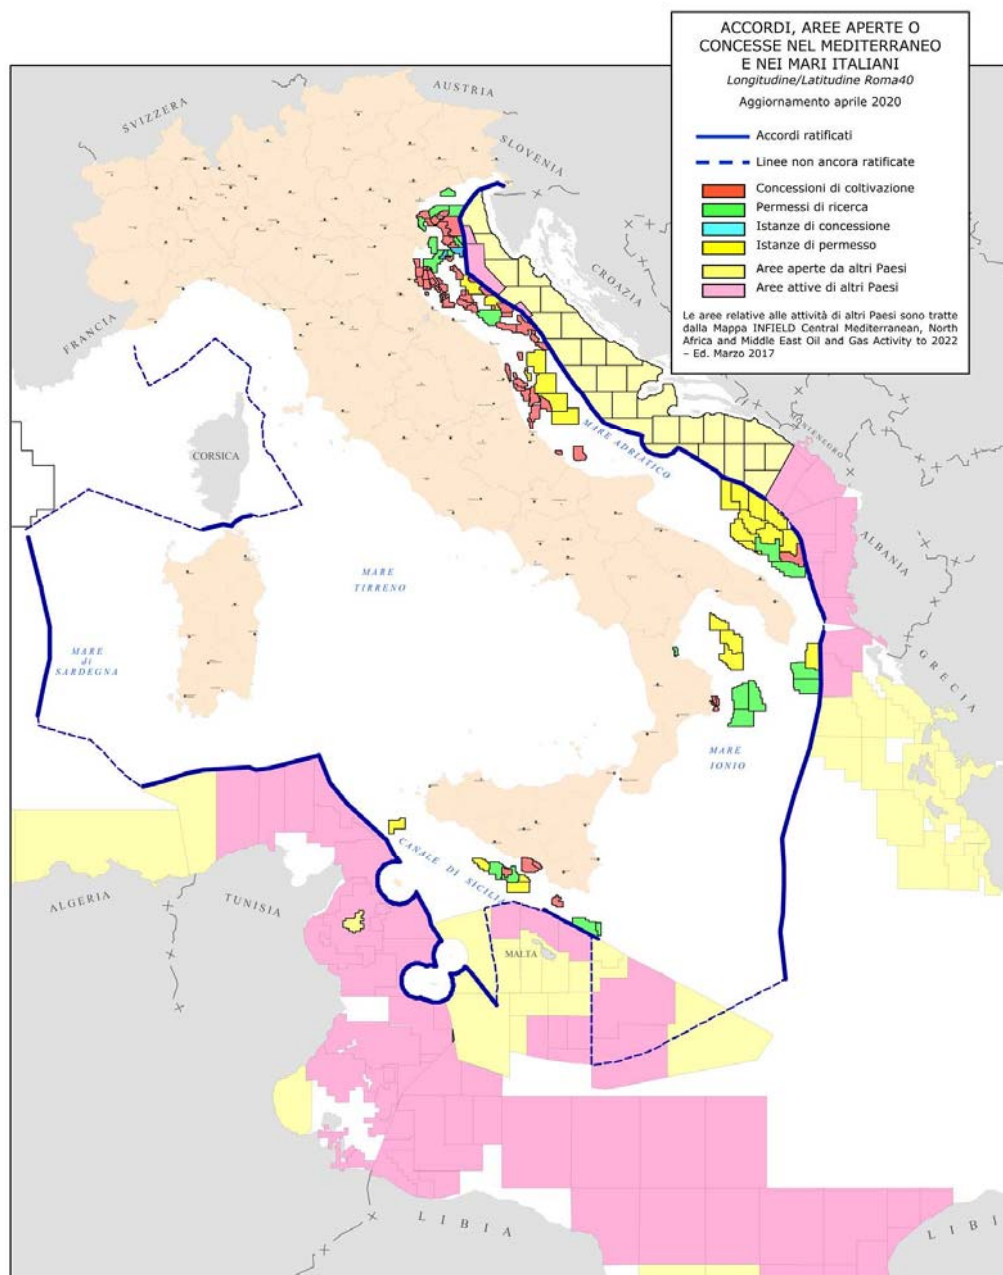 ACCORDI, AREE APERTE O
CONCESSE NEL MEDITERRANEO
E NEI MARI ITALIANI
Longitudine/Latitudine Roma40
Aggiornamento aprile 2020
Accordi ratificati
Linee non ancora ratificate
Concessioni di coltivazione
Permessi di ricerca
Istanze di concessione
Istanze di permesso
Aree aperte da altri Paesi
Aree attive di altri Paesi
Le aree relative alle attività di altri Paesi sono tratte
dalla Mappa INFIELD Central Mediterranean, North
Africa and Middle East Oil and Gas Activity to 2022
– Ed. Marzo 2017
AUSTRIA
SVIZZERA
SLOVENIA
CROAZIA
FRANCIA
MONTENEGRO
MARE ADRIATICO
CORSICA
ALBANIA
MARE
TIRRENO
MARE
di
SARDEGNA
GRECIA
MARE
IONIO
CANALE DI SICILIA
ALGERIA
TUNISIA
MALTA
LIBIA
LIBI